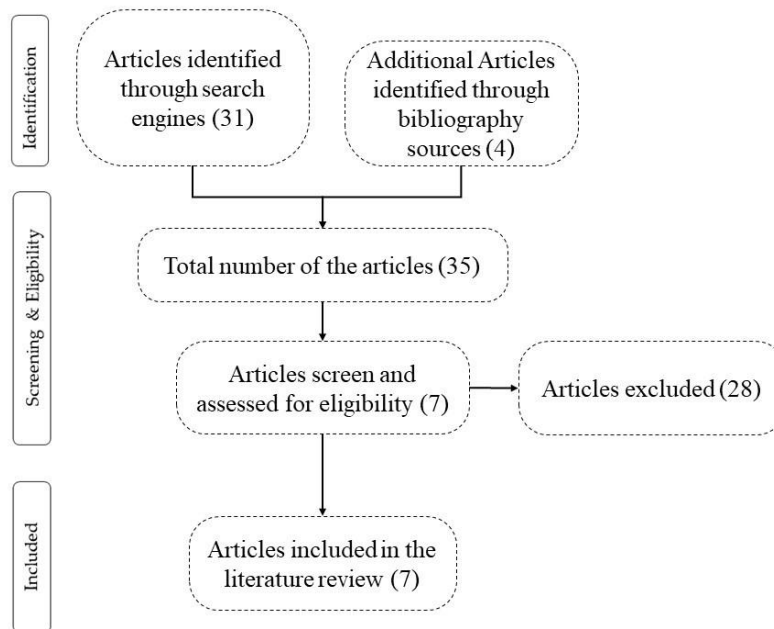 Identification
Articles identified
through search
engines (31)
Additional Articles
identified through
bibliography
sources (4)
Screening & Eligibility
Total number of the articles (35)
Articles screen and
assessed for eligibility (7)
Articles excluded (28)
Included
Articles included in the
literature review (7)